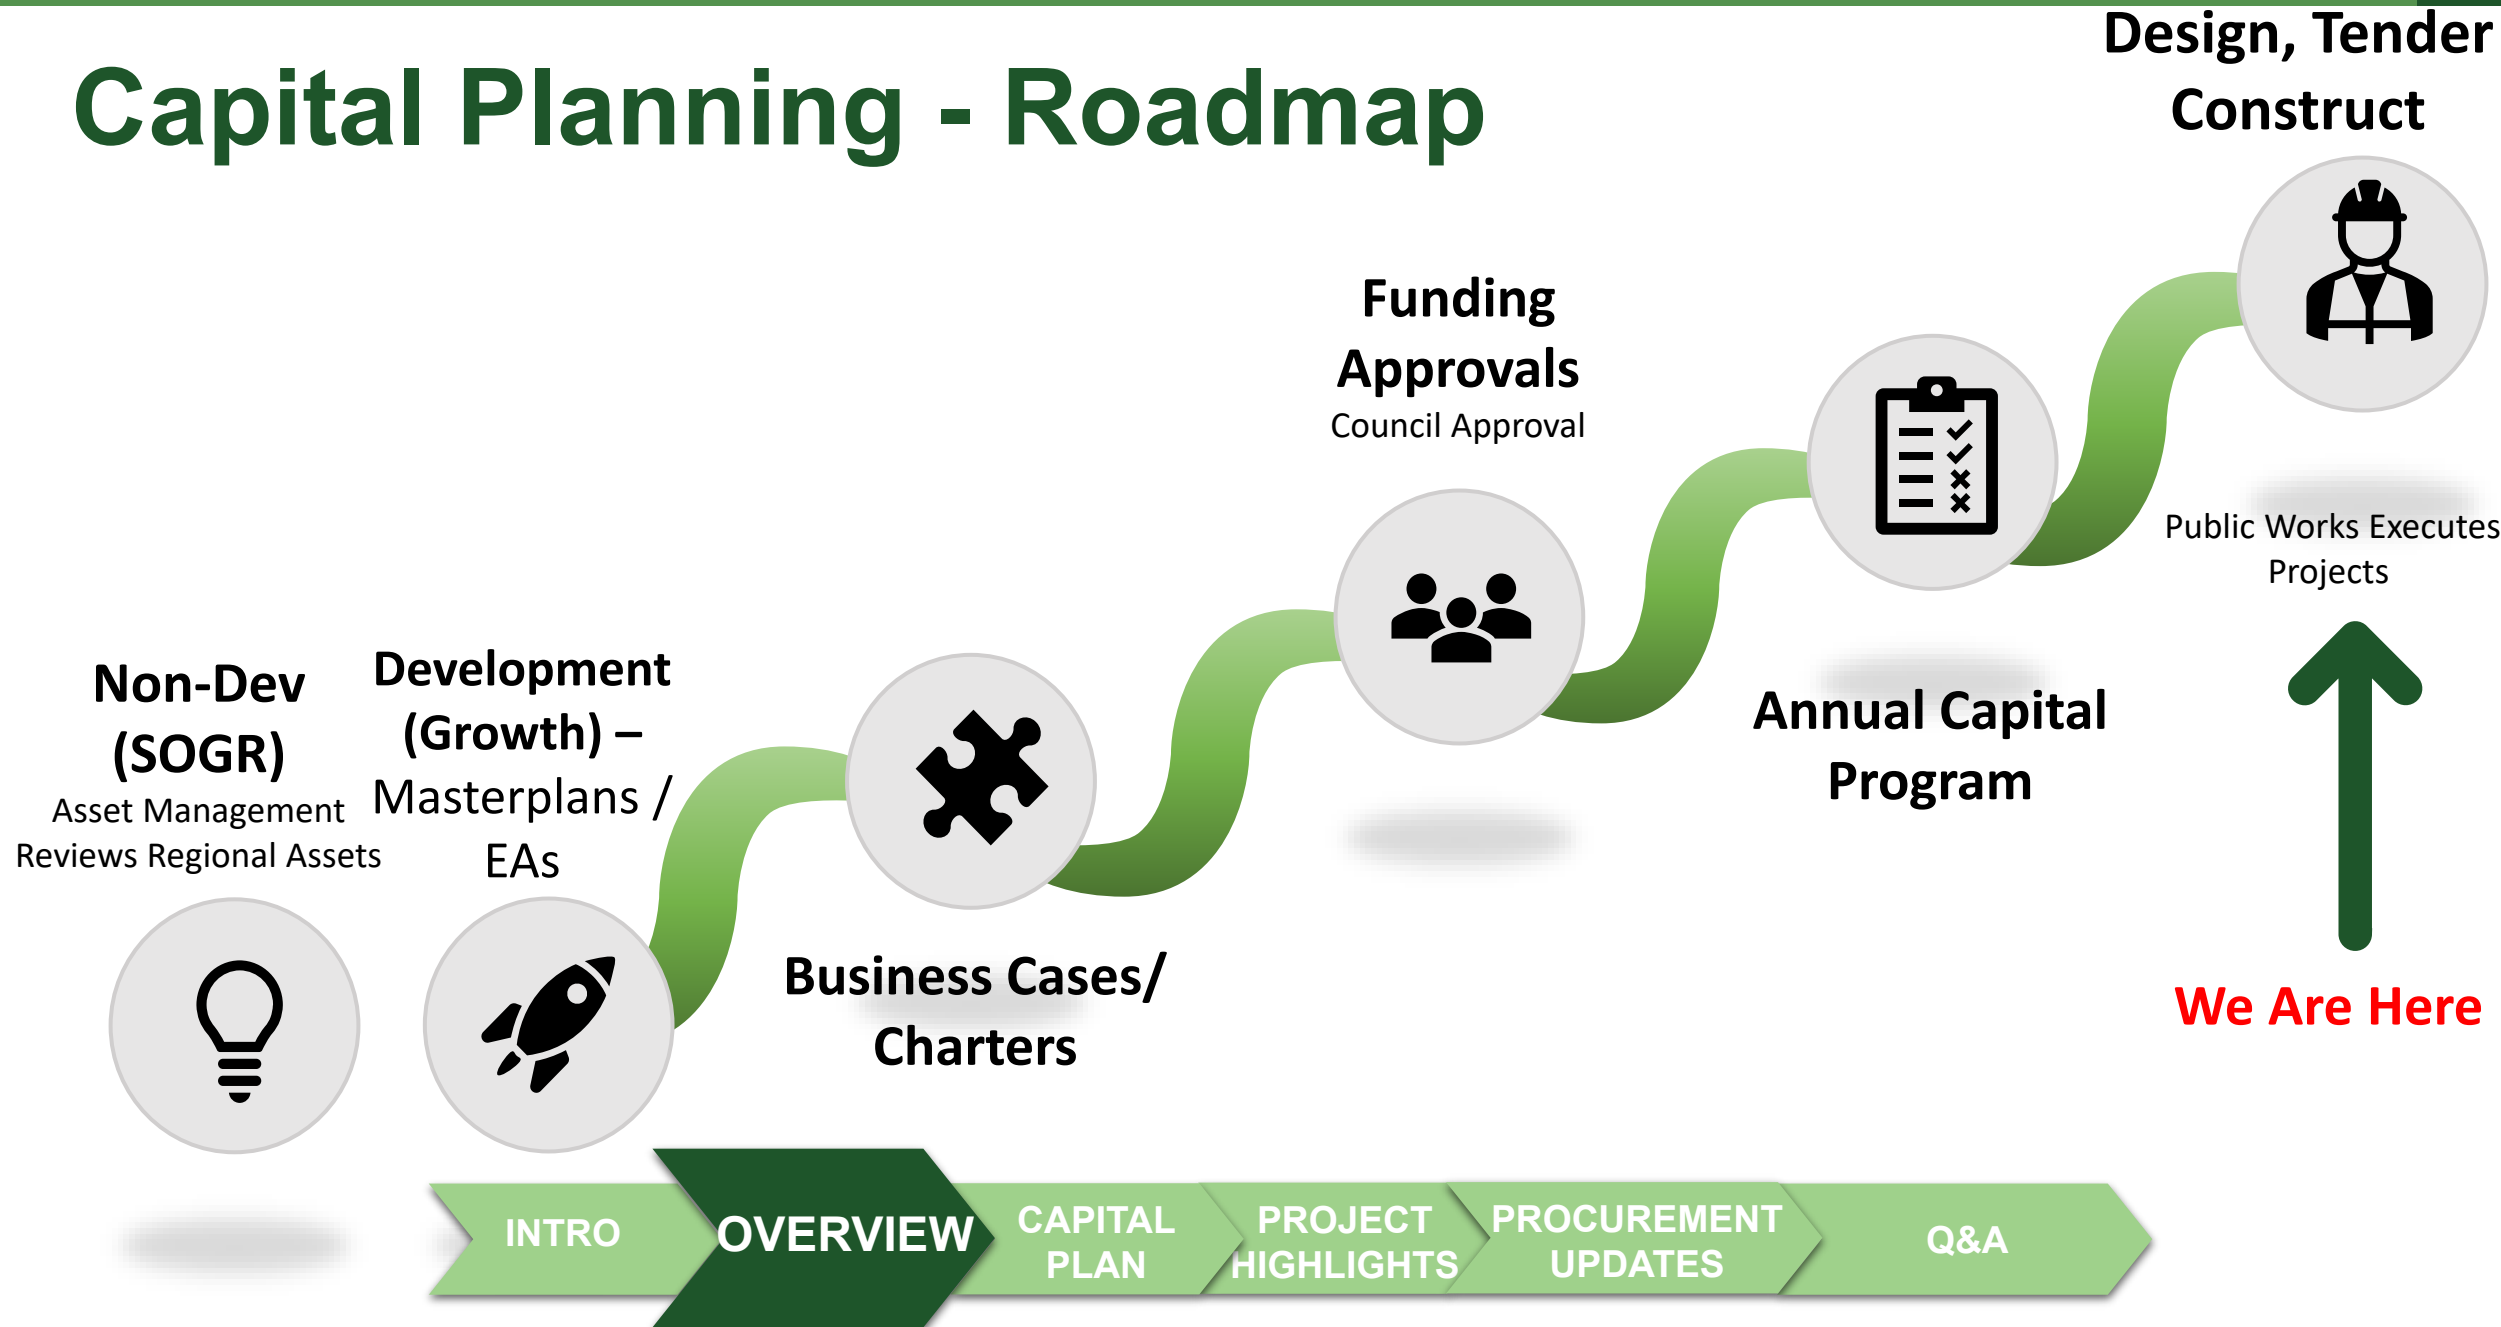 Capital Planning - Roadmap
Non-Dev
(SOGR)
Asset Management
Reviews Regional Assets
Development
(Growth) –
Masterplans /
EAs
Business Cases/
Charters
Funding
Approvals
Council Approval
Annual Capital
Program
Design, Tender
Construct
Public Works Executes
Projects
We Are Here
INTRO
OVERVIEW
CAPITAL
PLAN
PROJECT
HIGHLIGHTS
PROCUREMENT
UPDATES
Q&A